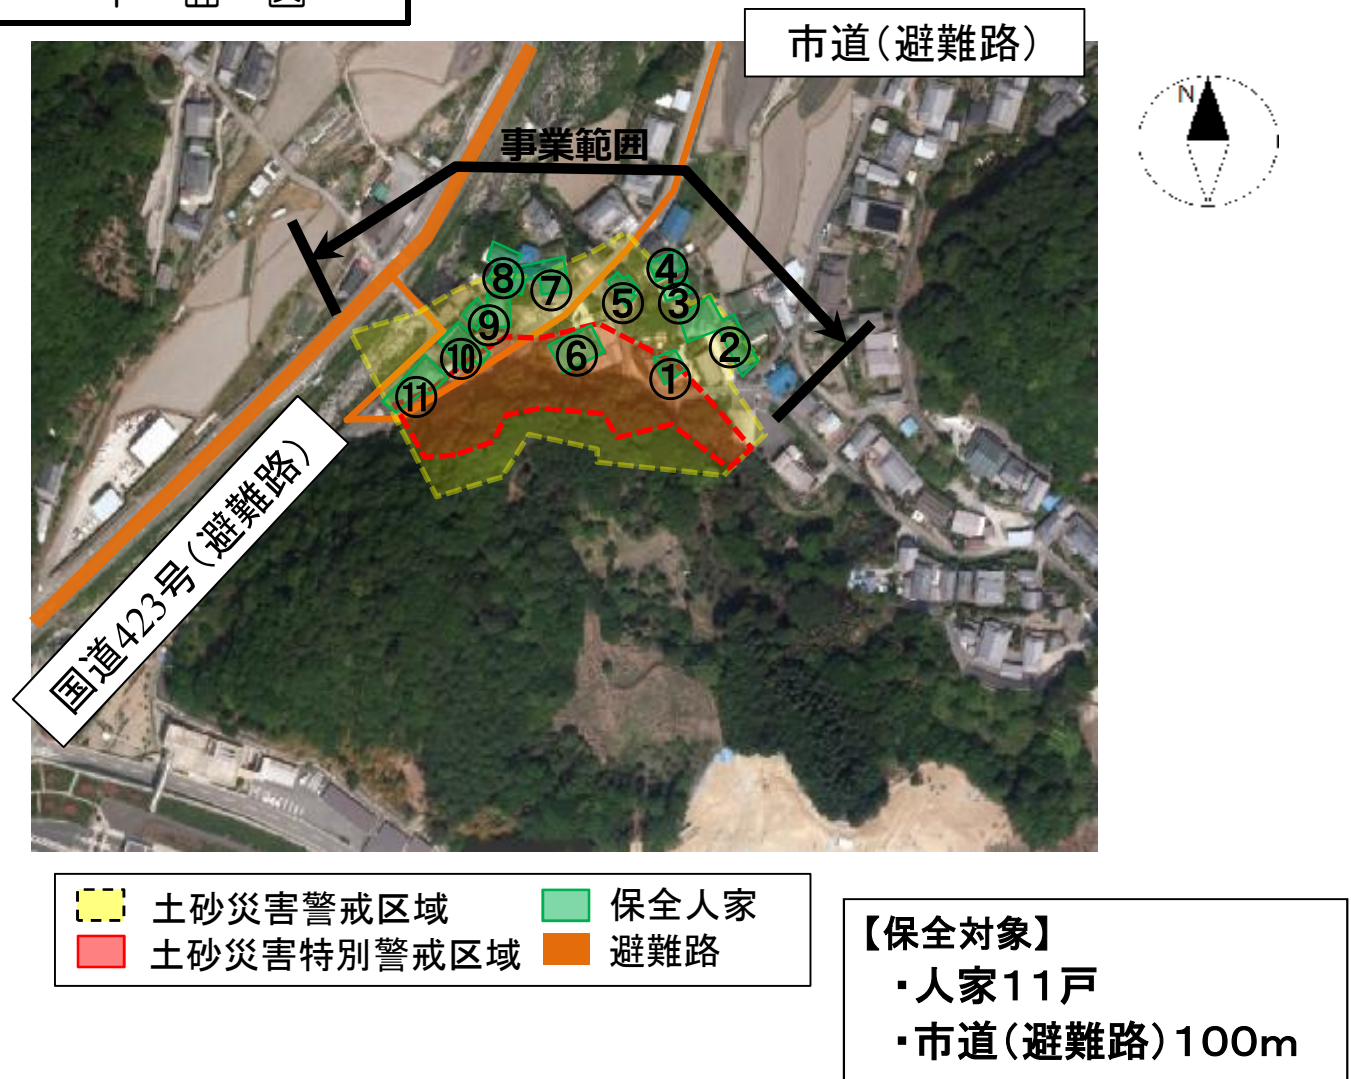 市道(避難路)
N
事業範囲
④
⑧
⑦
⑤
③
⑨
②
⑩
⑥
①
⑪
国道423号(避難路)
土砂災害警戒区域
保全人家
土砂災害特別警戒区域
避難路
【保全対象】
・人家11戸
・市道(避難路)100m